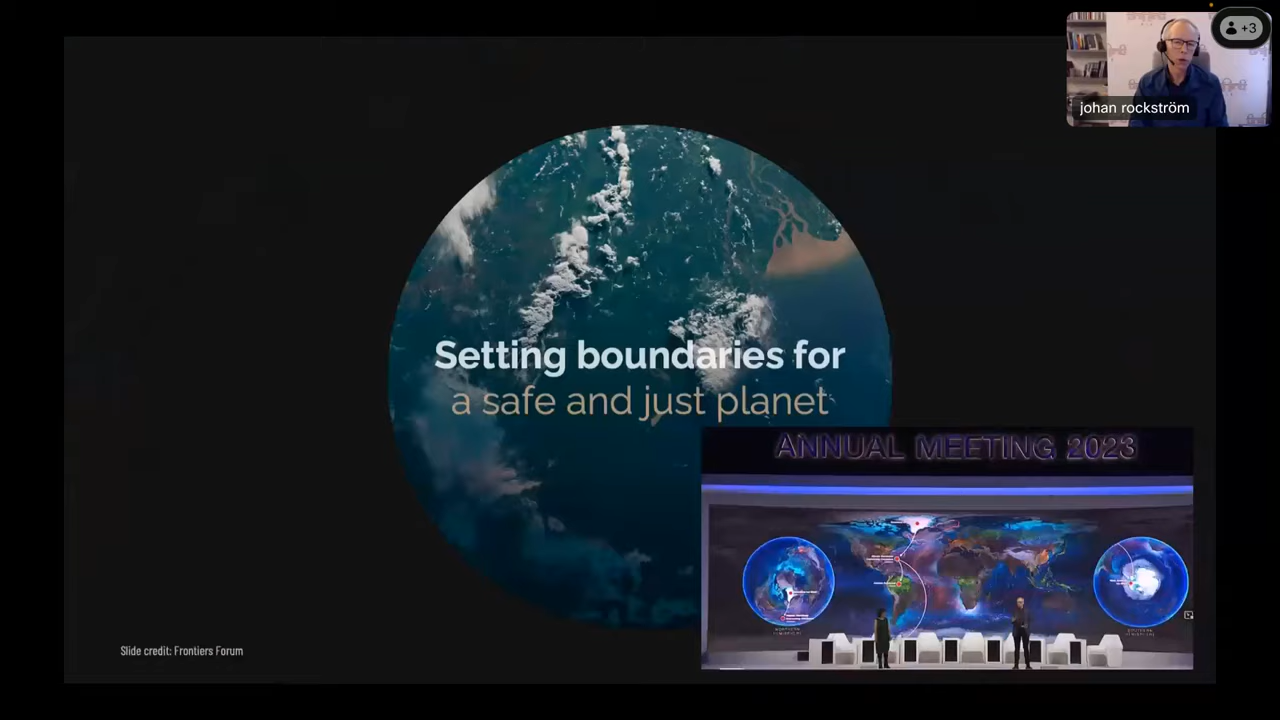 +3
johan rockström
Setting boundaries for
a safe and just planet
ANNUAL MEETING 2023
Slide credit: Frontiers Forum